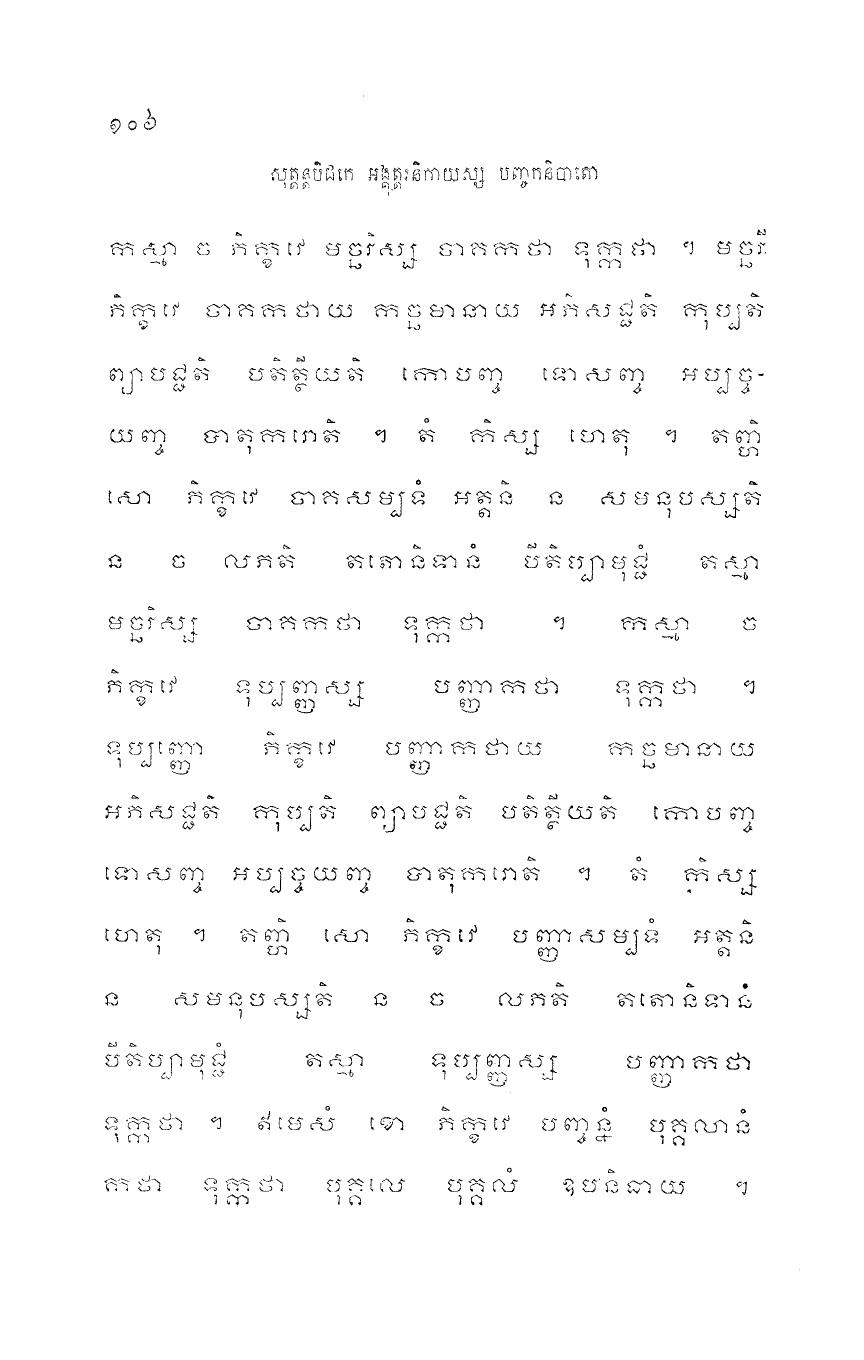 ១០៦
សុត្តន្តបិដកេ អង្គុត្តរនិកាយស្ស បញ្ចកនិបាតោ
កស្មា ច ភិក្ខវេ មច្ឆរិស្ស ចាគកថា ទុក្កថា ។ មច្ឆរី
ភិក្ខវេ ចាគកថាយ កច្ឆមានាយ អភិសជ្ជតិ កុប្បតិ
ព្យាបជ្ជតិ បតិត្ថីយតិ កោបញ្ច ទោសញ្ច អប្បច្ច-
យញ្ច បាតុករោតិ ។ តំ កិស្ស ហេតុ ។ តញ្ហិ
សោ ភិក្ខវេ ចាគសម្បទំ អត្តនិ ន សមនុបស្សតិ
ន ច លភតិ តតោនិទានំ បីតិប្បាមុជ្ជំ តស្មា
មច្ឆរិស្ស ចាគកថា ទុក្កថា ។ កស្មា ច
ភិក្ខវេ ទុប្បញ្ញស្ស បញ្ញាកថា ទុក្កថា ។
ទុប្បញ្ញោ ភិក្ខវេ បញ្ញាកថាយ កច្ឆមានាយ
អភិសជ្ជតិ កុប្បតិ ព្យាបជ្ជតិ បតិត្ថីយតិ កោបញ្ច
ទោសញ្ច អប្បច្ចយញ្ច បាតុករោតិ ។ តំ កិស្ស
ហេតុ ។ តញ្ហិ សោ ភិក្ខវេ បញ្ញាសម្បទំ អត្តនិ
ន សមនុបស្សតិ ន ច លភតិ តតោនិទានំ
បីតិប្បាមុជ្ជំ តស្មា ទុប្បញ្ញស្ស បញ្ញាកថា
ទុក្កថា ។ ឥមេសំ ខោ ភិក្ខវេ បញ្ចន្នំ បុគ្គលានំ
កថា ទុក្កថា បុគ្គលេ បុគ្គលំ ឧបនិធាយ ។